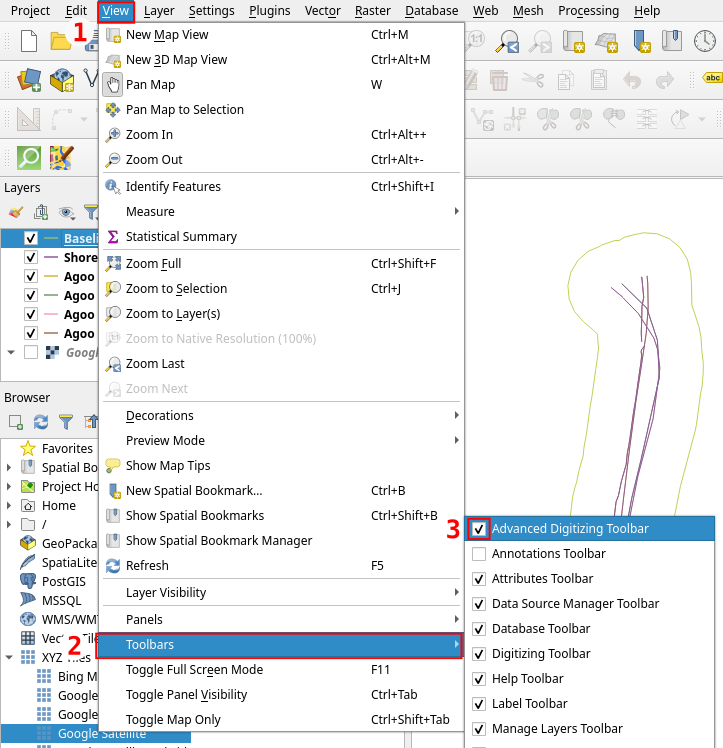 Project Edit View Layer Settings Plugins Vector Raster Database Web Mesh Processing Help
1
New Map View Ctrl+M
New 3D Map View Ctrl+Alt+M
Pan Map W
Pan Map to Selection
Zoom In Ctrl+Alt++
Zoom Out Ctrl+Alt+-
Identify Features Ctrl+Shift+I
Measure
Statistical Summary
Zoom Full Ctrl+Shift+F
Zoom to Selection Ctrl+J
Zoom to Layer(s)
Zoom to Native Resolution (100%)
Zoom Last
Zoom Next
Decorations
Preview Mode
Show Map Tips
New Spatial Bookmark... Ctrl+B
Show Spatial Bookmarks Ctrl+Shift+B
Show Spatial Bookmark Manager
Refresh F5
Layer Visibility
Panels
2
Toolbars
Toggle Full Screen Mode F11
Toggle Panel Visibility Ctrl+Tab
Toggle Map Only Ctrl+Shift+Tab
1:1
abc
Layers
Baseli
Shore
Agoo
Agoo
Agoo
Agoo
Google
Browser
Favorites
Spatial Bo
Project Ho
Home
/
GeoPacka
SpatiaLite
PostGIS
MSSQL
WMS/WM
Vec Tile
XYZ Tiles
Bing M
Google
Google
Google Satellite
3
Advanced Digitizing Toolbar
Annotations Toolbar
Attributes Toolbar
Data Source Manager Toolbar
Database Toolbar
Digitizing Toolbar
Help Toolbar
Label Toolbar
Manage Layers Toolbar